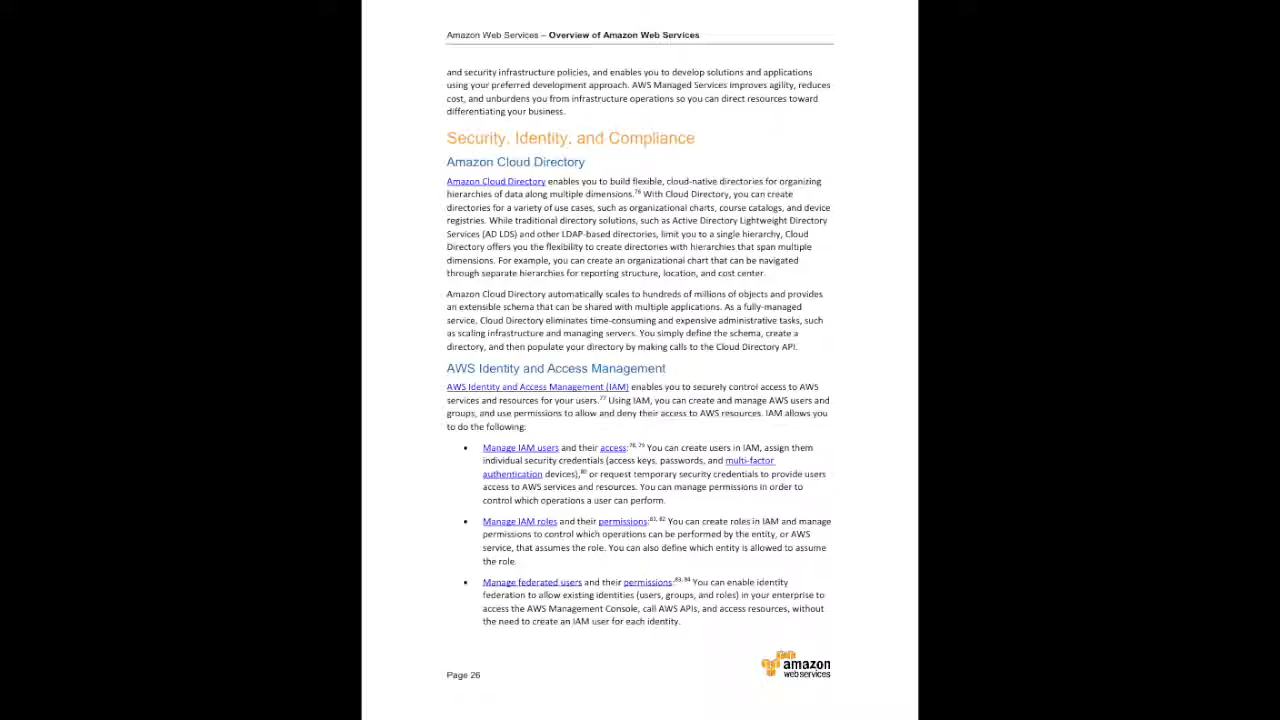 Amazon Web Services – Overview of Amazon Web Services
and security infrastructure policies, and enables you to develop solutions and applications
using your preferred development approach. AWS Managed Services improves agility, reduces
cost, and unburdens you from infrastructure operations so you can direct resources toward
differentiating your business.
Security, Identity, and Compliance
Amazon Cloud Directory
Amazon Cloud Directory enables you to build flexible, cloud-native directories for organizing
hierarchies of data along multiple dimensions.76 With Cloud Directory, you can create
directories for a variety of use cases, such as organizational charts, course catalogs, and device
registries. While traditional directory solutions, such as Active Directory Lightweight Directory
Services (AD LDS) and other LDAP-based directories, limit you to a single hierarchy, Cloud
Directory offers you the flexibility to create directories with hierarchies that span multiple
dimensions. For example, you can create an organizational chart that can be navigated
through separate hierarchies for reporting structure, location, and cost center.
Amazon Cloud Directory automatically scales to hundreds of millions of objects and provides
an extensible schema that can be shared with multiple applications. As a fully-managed
service, Cloud Directory eliminates time-consuming and expensive administrative tasks, such
as scaling infrastructure and managing servers. You simply define the schema, create a
directory, and then populate your directory by making calls to the Cloud Directory API.
AWS Identity and Access Management
AWS Identity and Access Management (IAM) enables you to securely control access to AWS
services and resources for your users.77 Using IAM, you can create and manage AWS users and
groups, and use permissions to allow and deny their access to AWS resources. IAM allows you
to do the following:
• Manage IAM users and their access:78, 79 You can create users in IAM, assign them
individual security credentials (access keys, passwords, and multi-factor
authentication devices),80 or request temporary security credentials to provide users
access to AWS services and resources. You can manage permissions in order to
control which operations a user can perform.
• Manage IAM roles and their permissions:81, 82 You can create roles in IAM and manage
permissions to control which operations can be performed by the entity, or AWS
service, that assumes the role. You can also define which entity is allowed to assume
the role.
• Manage federated users and their permissions:83, 84 You can enable identity
federation to allow existing identities (users, groups, and roles) in your enterprise to
access the AWS Management Console, call AWS APIs, and access resources, without
the need to create an IAM user for each identity.
Page 26
amazon
web services